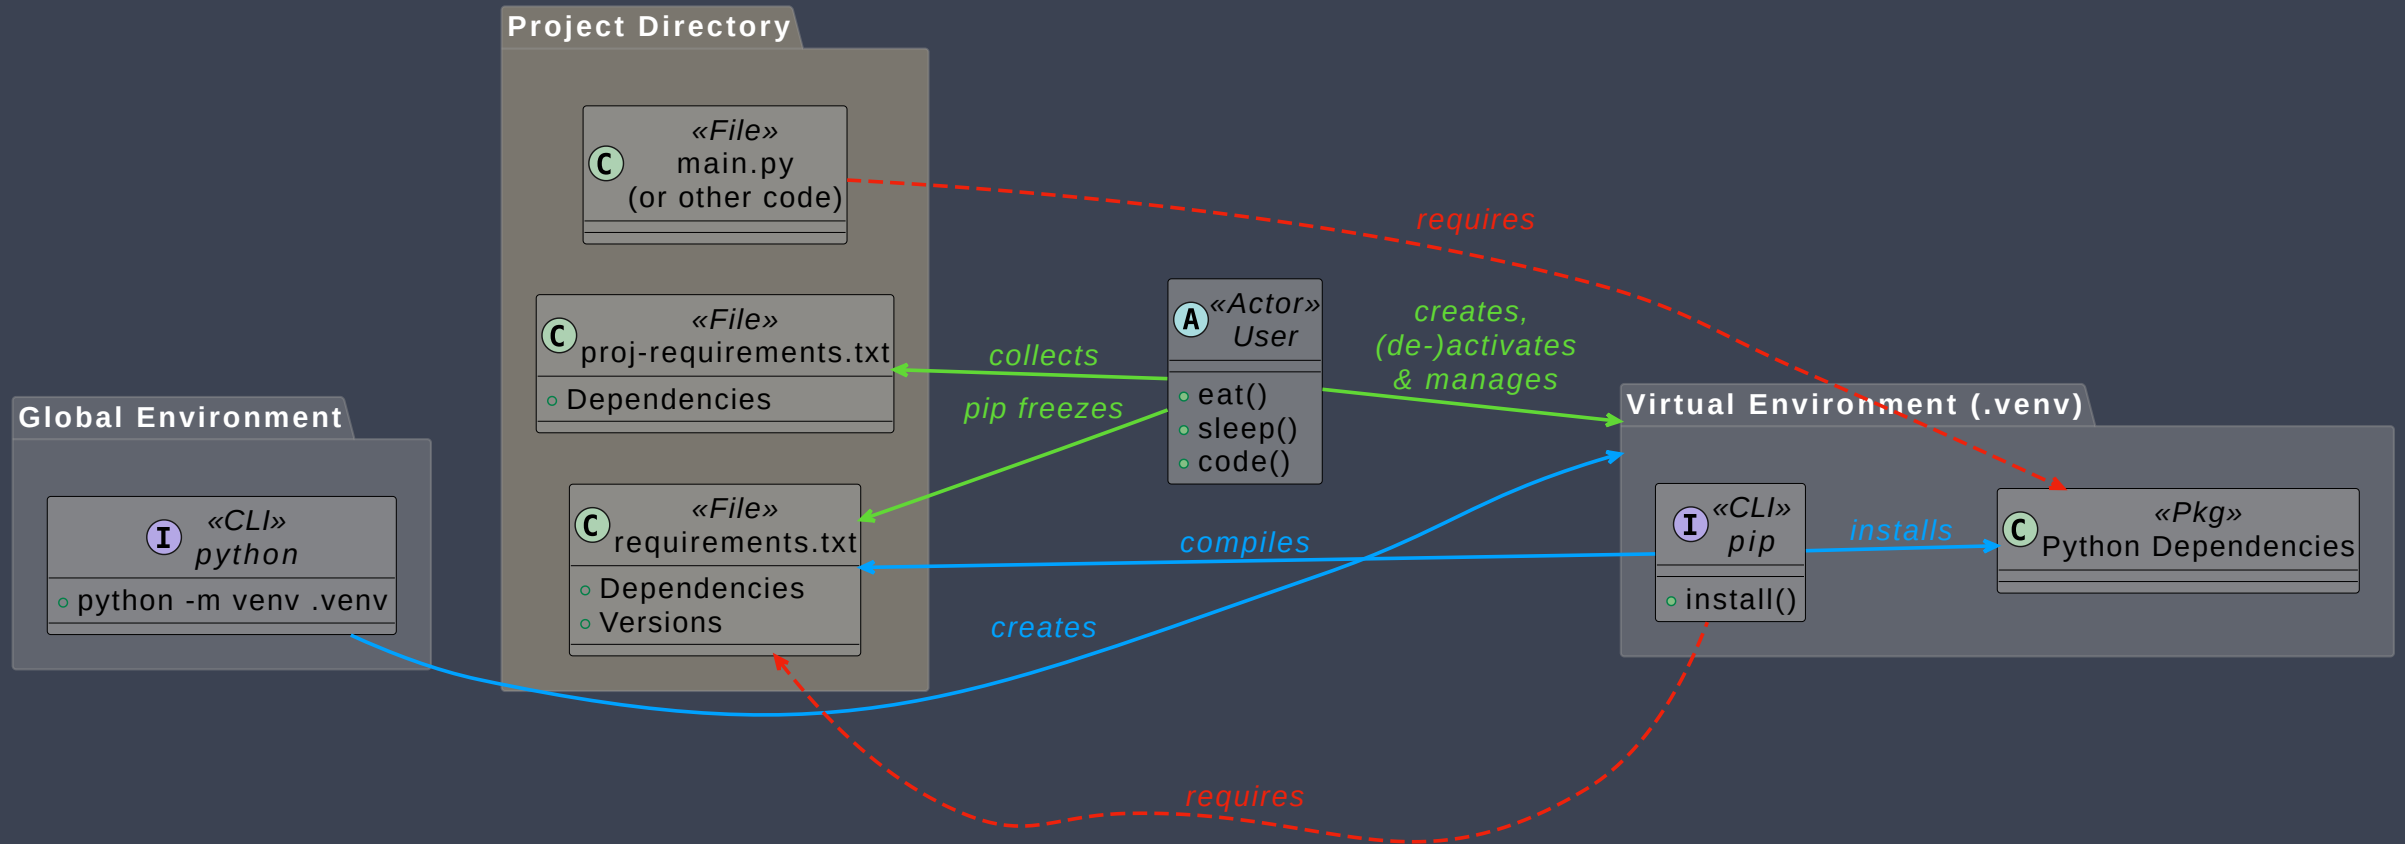 Project Directory
«File»
C
main.py
(or other code)
requires
«File»
C
proj-requirements.txt
Dependencies
collects
pip freezes
«Actor»
A
User
eat()
sleep()
code()
creates,
(de-)activates
& manages
Global Environment
«CLI»
I
python
python -m venv .venv
«File»
C
requirements.txt
Dependencies
Versions
compiles
creates
Virtual Environment (.venv)
«CLI»
I
pip
install()
installs
«Pkg»
C
Python Dependencies
requires